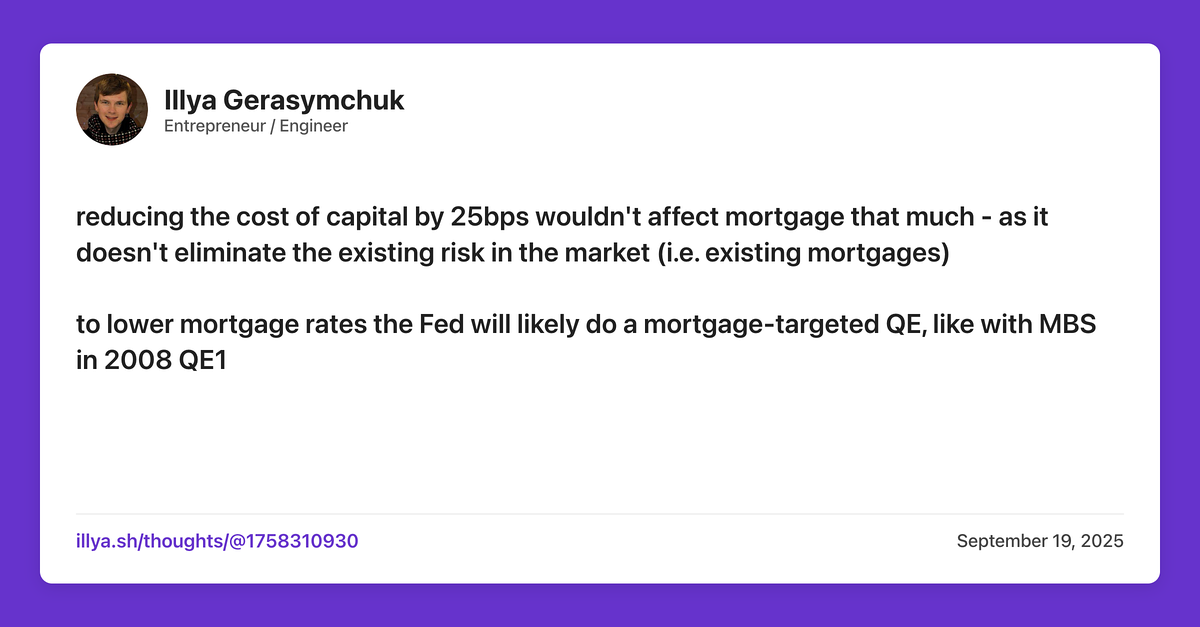 Illya Gerasymchuk
Entrepreneur / Engineer
reducing the cost of capital by 25bps wouldn't affect mortgage that much - as it
doesn't eliminate the existing risk in the market (i.e. existing mortgages)
to lower mortgage rates the Fed will likely do a mortgage-targeted QE, like with MBS
in 2008 QE1
illya.sh/thoughts/@1758310930
September 19, 2025